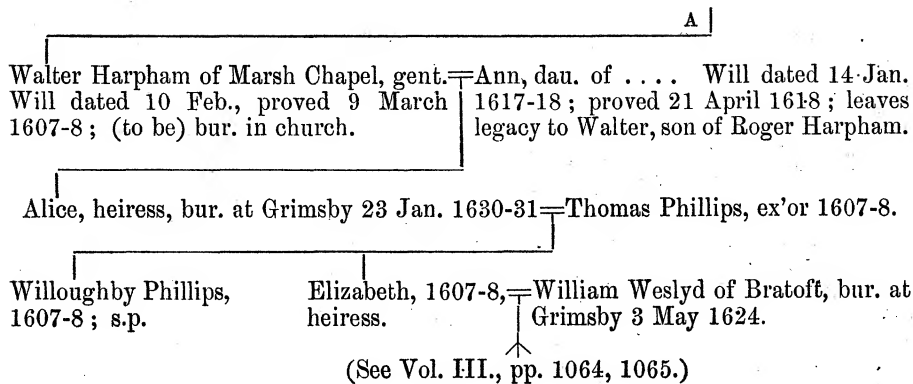 A
Walter Harpham of Marsh Chapel, gent.=Ann, dau. of .... Will dated 14 Jan.
Will dated 10 Feb., proved 9 March 1617-18; proved 21 April 1618; leaves
1607-8; (to be) bur. in church. legacy to Walter, son of Roger Harpham.
Alice, heiress, bur. at Grimsby 23 Jan. 1630-31=Thomas Phillips, ex'or 1607-8.
Willoughby Phillips, Elizabeth, 1607-8,=William Weslyd of Bratoft, bur. at
1607-8; s.p. heiress. Grimsby 3 May 1624.
(See Vol. III., pp. 1064, 1065.)